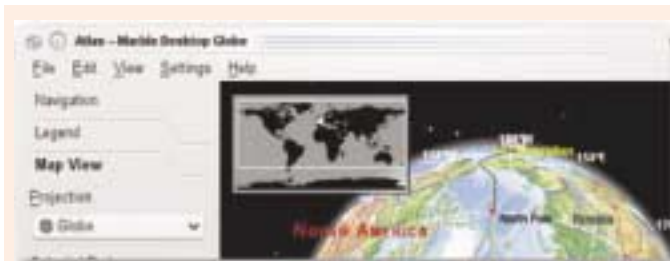 Atlas – Marble Desktop Globe
File Edit View Settings Help
Navigation
Legend
Map View
Projection
Globe
North America
North Pole